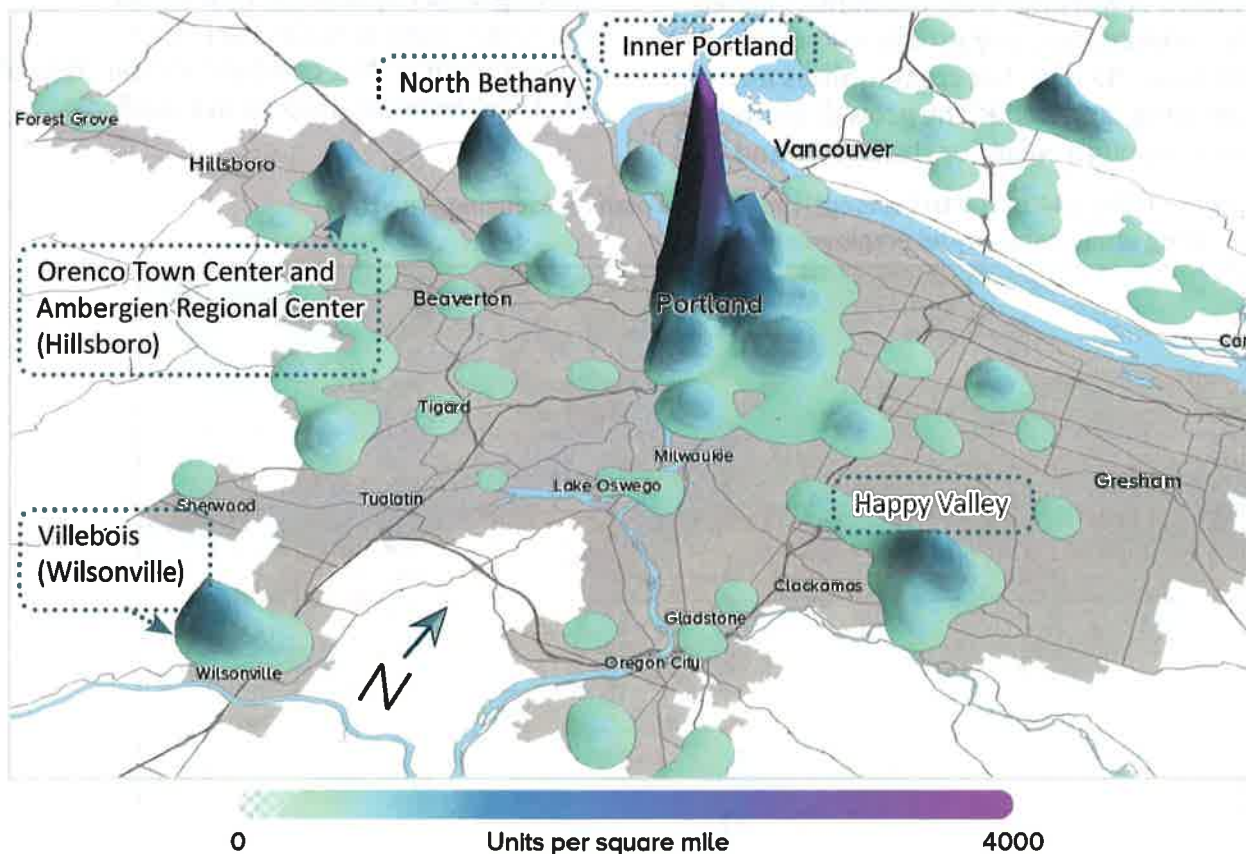 Inner Portland
North Bethany
Forest Grove
Hillsboro
Vancouver
Orenco Town Center and
Ambergien Regional Center
(Hillsboro)
Beaverton
Portland
Tigard
Milwaukie
Sherwood
Tualatin
Lake Oswego
Happy Valley
Gresham
Villebois
(Wilsonville)
Clackamas
Gladstone
Wilsonville
N
Oregon City
0
Units per square mile
4000